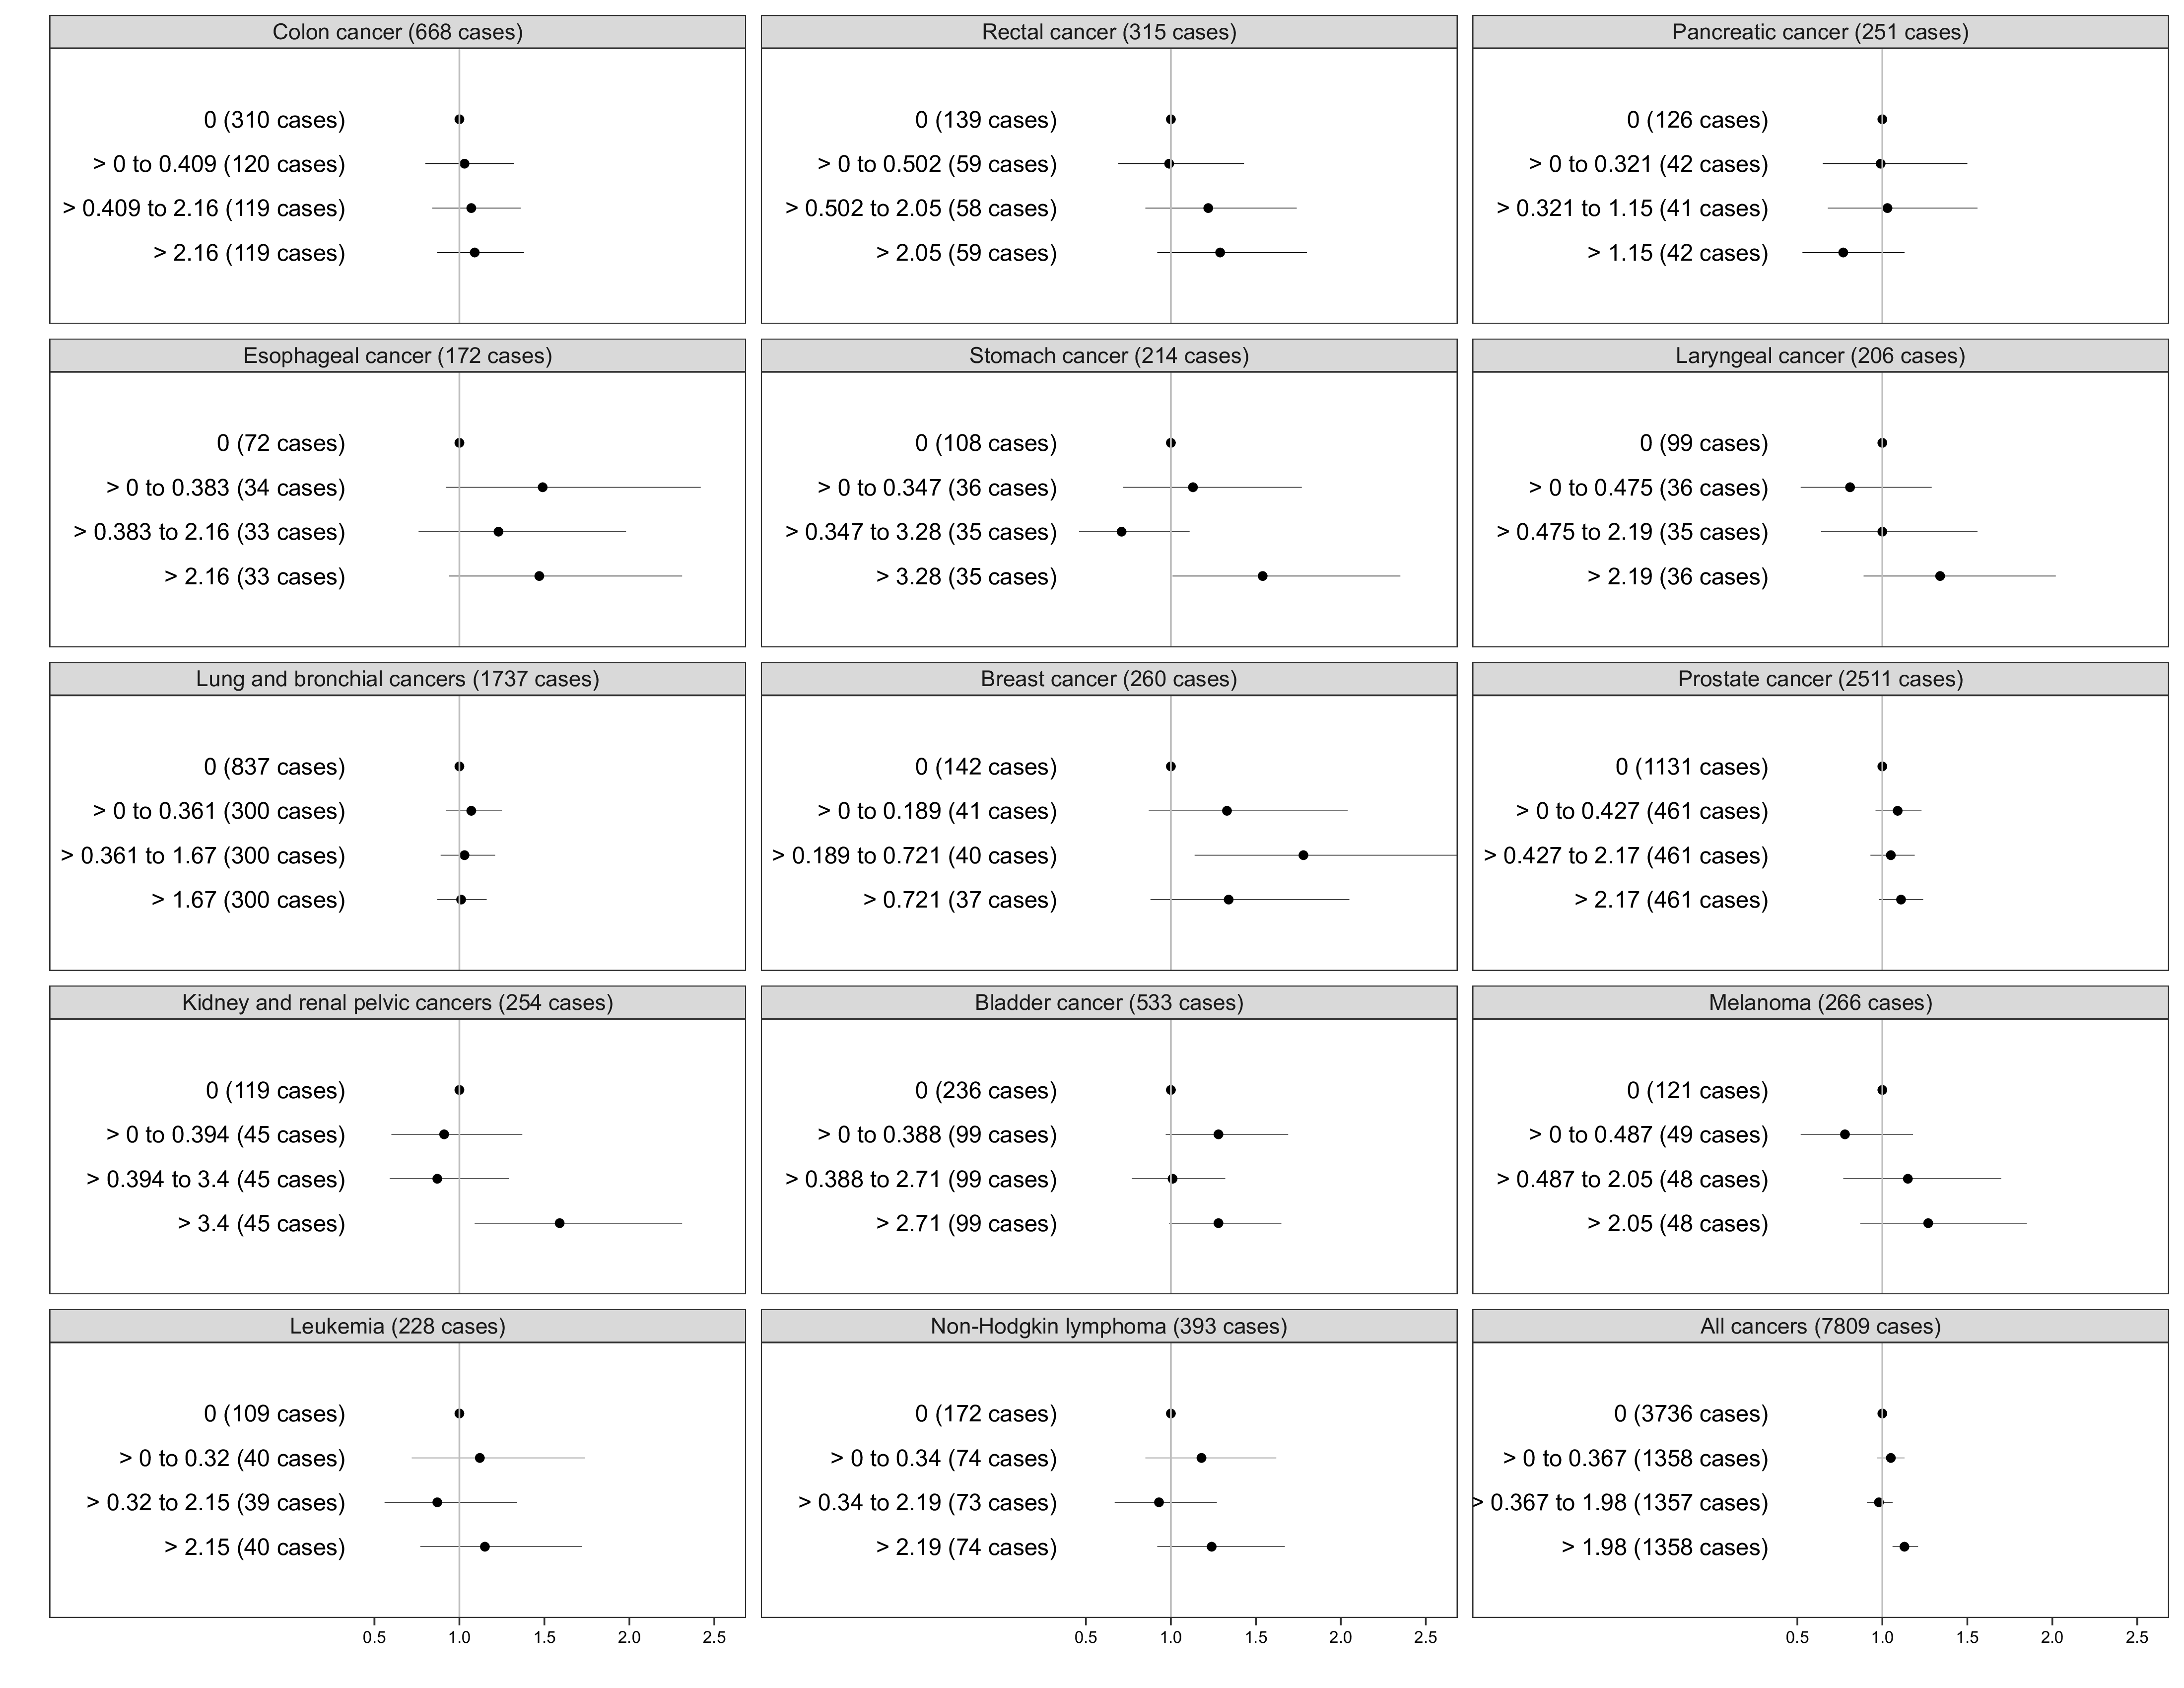 Colon cancer (668 cases)
0 (310 cases)
> 0 to 0.409 (120 cases)
> 0.409 to 2.16 (119 cases)
> 2.16 (119 cases)
Rectal cancer (315 cases)
0 (139 cases)
> 0 to 0.502 (59 cases)
> 0.502 to 2.05 (58 cases)
> 2.05 (59 cases)
Pancreatic cancer (251 cases)
0 (126 cases)
> 0 to 0.321 (42 cases)
> 0.321 to 1.15 (41 cases)
> 1.15 (42 cases)
Esophageal cancer (172 cases)
0 (72 cases)
> 0 to 0.383 (34 cases)
> 0.383 to 2.16 (33 cases)
> 2.16 (33 cases)
Stomach cancer (214 cases)
0 (108 cases)
> 0 to 0.347 (36 cases)
> 0.347 to 3.28 (35 cases)
> 3.28 (35 cases)
Laryngeal cancer (206 cases)
0 (99 cases)
> 0 to 0.475 (36 cases)
> 0.475 to 2.19 (35 cases)
> 2.19 (36 cases)
Lung and bronchial cancers (1737 cases)
0 (837 cases)
> 0 to 0.361 (300 cases)
> 0.361 to 1.67 (300 cases)
> 1.67 (300 cases)
Breast cancer (260 cases)
0 (142 cases)
> 0 to 0.189 (41 cases)
> 0.189 to 0.721 (40 cases)
> 0.721 (37 cases)
Prostate cancer (2511 cases)
0 (1131 cases)
> 0 to 0.427 (461 cases)
> 0.427 to 2.17 (461 cases)
> 2.17 (461 cases)
Kidney and renal pelvic cancers (254 cases)
0 (119 cases)
> 0 to 0.394 (45 cases)
> 0.394 to 3.4 (45 cases)
> 3.4 (45 cases)
Bladder cancer (533 cases)
0 (236 cases)
> 0 to 0.388 (99 cases)
> 0.388 to 2.71 (99 cases)
> 2.71 (99 cases)
Melanoma (266 cases)
0 (121 cases)
> 0 to 0.487 (49 cases)
> 0.487 to 2.05 (48 cases)
> 2.05 (48 cases)
Leukemia (228 cases)
0 (109 cases)
> 0 to 0.32 (40 cases)
> 0.32 to 2.15 (39 cases)
> 2.15 (40 cases)
Non-Hodgkin lymphoma (393 cases)
0 (172 cases)
> 0 to 0.34 (74 cases)
> 0.34 to 2.19 (73 cases)
> 2.19 (74 cases)
All cancers (7809 cases)
0 (3736 cases)
> 0 to 0.367 (1358 cases)
> 0.367 to 1.98 (1357 cases)
> 1.98 (1358 cases)
0.5 1.0 1.5 2.0 2.5
0.5 1.0 1.5 2.0 2.5
0.5 1.0 1.5 2.0 2.5